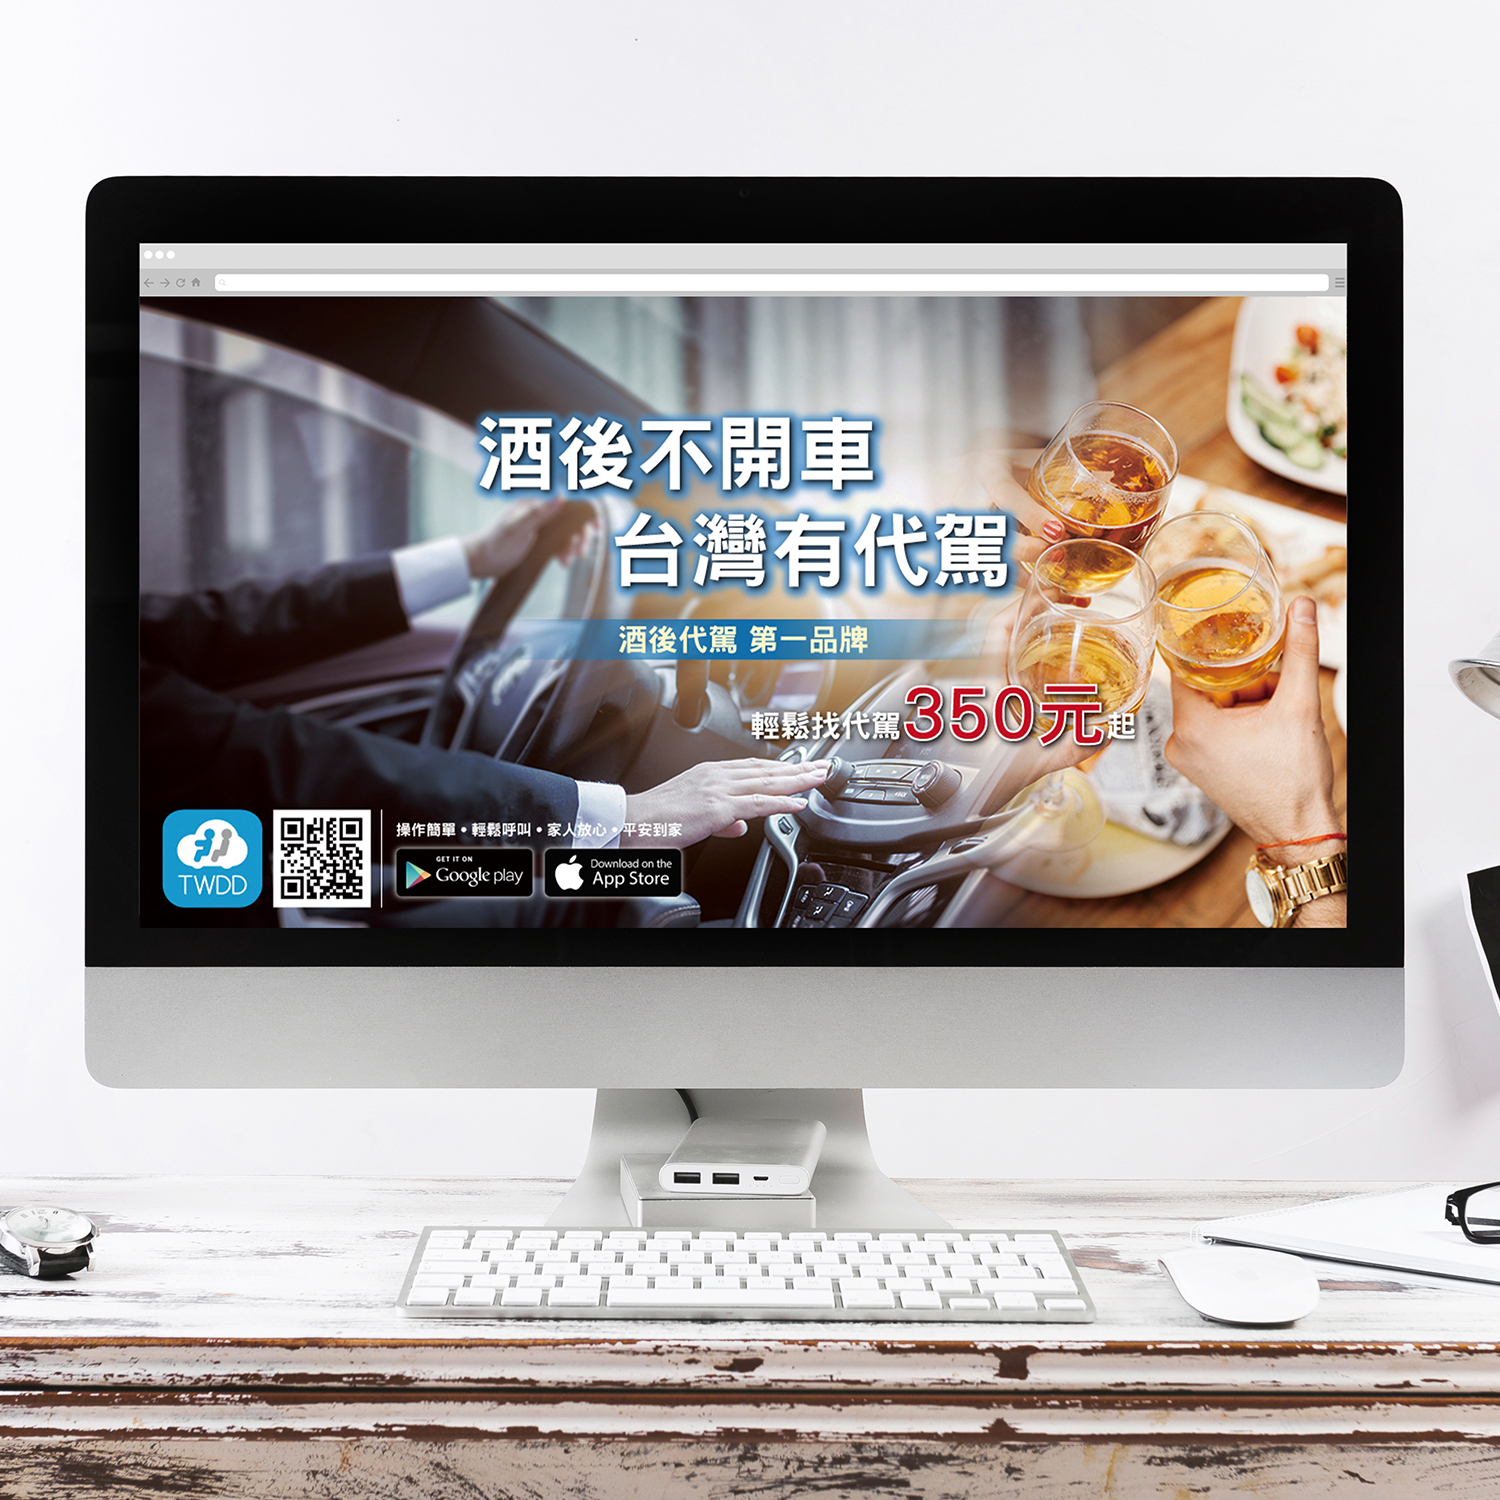 酒後不開車
台灣有代駕
酒後代駕 第一品牌
輕鬆找代駕350元起
操作簡單•輕鬆呼叫•家人放心•平安到家
TWDD
GET IT ON
Google play
Download on the
App Store